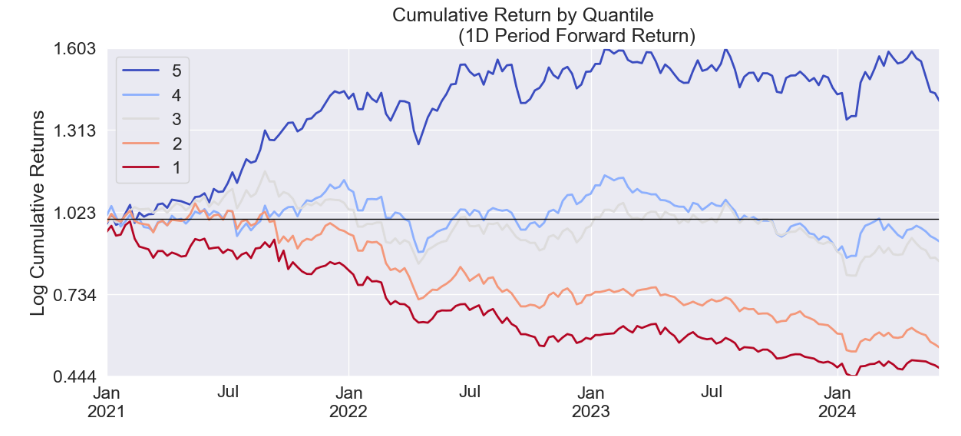 Cumulative Return by Quantile
(1D Period Forward Return)
Log Cumulative Returns
1.603
1.313
1.023
0.734
0.444
5
4
3
2
1
Jan Jul Jan Jul Jan Jul Jan
2021 2022 2023 2024